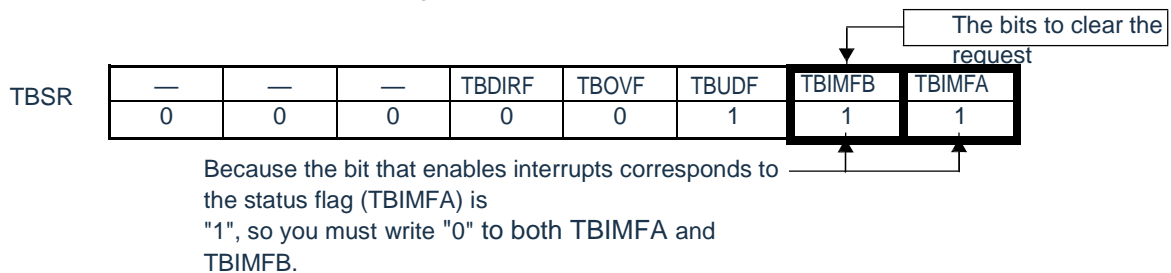 The bits to clear the
request
TBSR
— — — TBDIRF TBOVF TBUDF TBIMFB TBIMFA
0 0 0 0 0 1 1 1
Because the bit that enables interrupts corresponds to
the status flag (TBIMFA) is
"1", so you must write "0" to both TBIMFA and
TBIMFB.